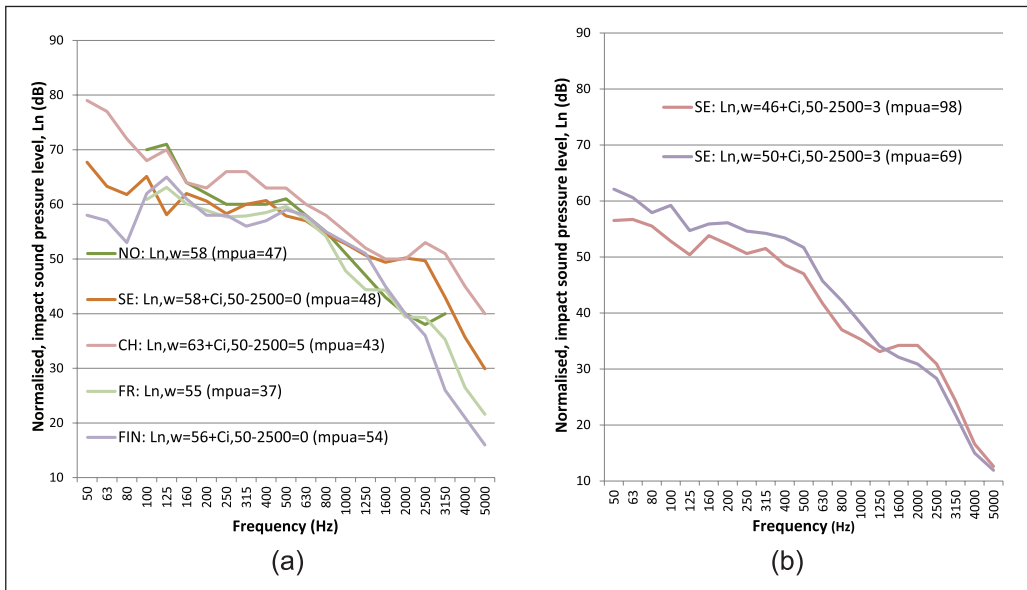 Normalised, impact sound pressure level, Ln (dB)
90
80
70
60
50
40
30
20
10
NO: Ln,w=58 (mpua=47)
SE: Ln,w=58+Ci,50-2500=0 (mpua=48)
CH: Ln,w=63+Ci,50-2500=5 (mpua=43)
FR: Ln,w=55 (mpua=37)
FIN: Ln,w=56+Ci,50-2500=0 (mpua=54)
50 63 80 100 125 160 200 250 315 400 500 630 800 1000 1250 1600 2000 2500 3150 4000 5000
Frequency (Hz)
(a)
Normalised, impact sound pressure level, Ln (dB)
90
80
70
60
50
40
30
20
10
SE: Ln,w=46+Ci,50-2500=3 (mpua=98)
SE: Ln,w=50+Ci,50-2500=3 (mpua=69)
50 63 80 100 125 160 200 250 315 400 500 630 800 1000 1250 1600 2000 2500 3150 4000 5000
Frequency (Hz)
(b)